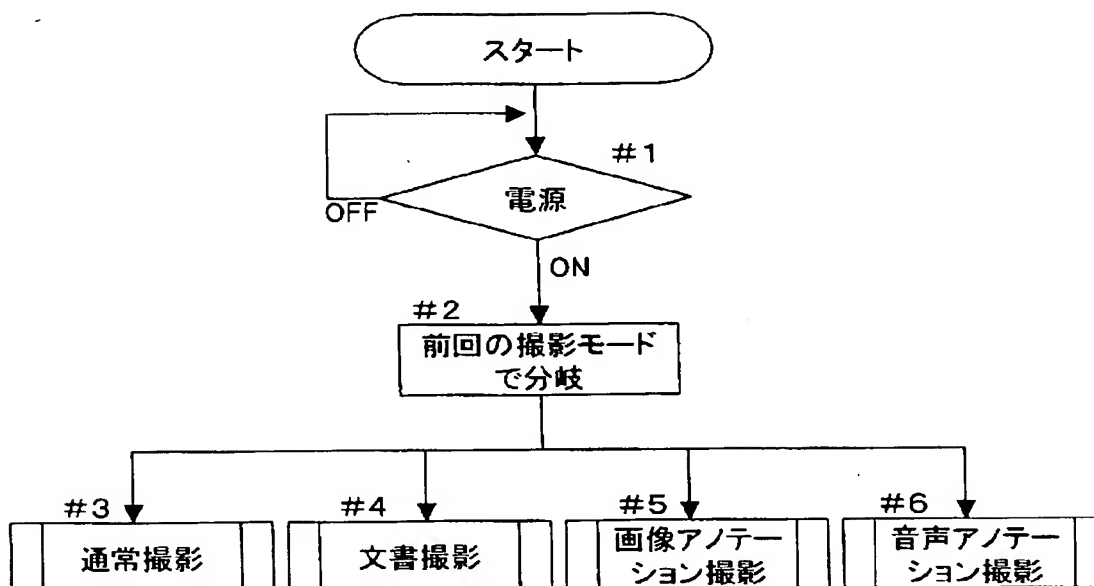 スタート
#1
電源
OFF
ON
#2
前回の撮影モード
で分岐
#3
通常撮影
#4
文書撮影
#5
画像アノテー
ション撮影
#6
音声アノテー
ション撮影